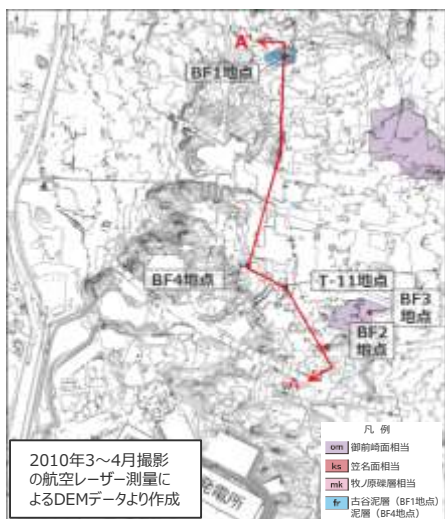 A'
BF1地点
BF4地点
T-11地点
BF3
地点
BF2
地点
A
発電所
凡 例
om 御前崎面相当
ks 笠名面相当
mk 牧ノ原礫層相当
fr 古谷泥層（BF1地点）
泥層（BF4地点）
2010年3～4月撮影
の航空レーザー測量に
よるDEMデータより作成